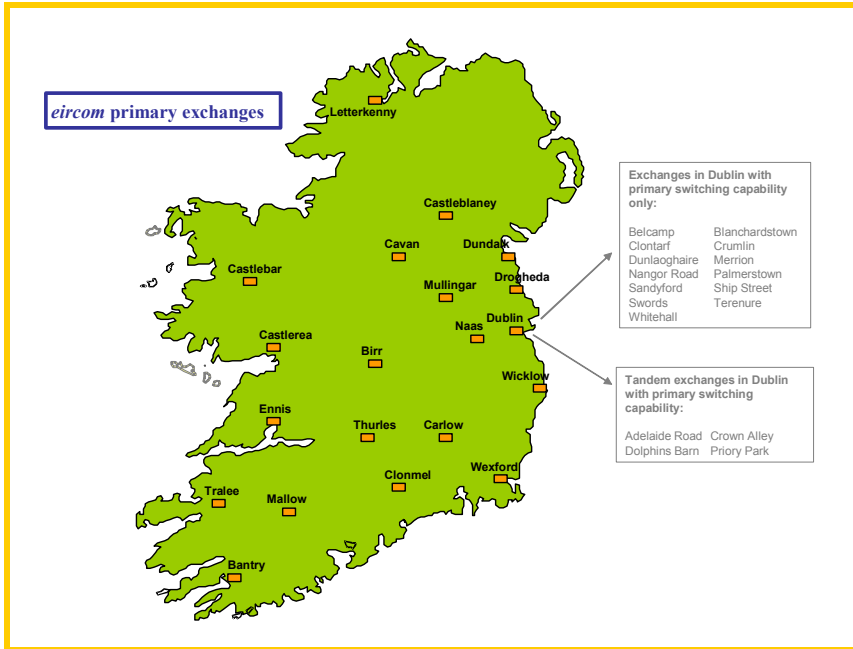 eircom primary exchanges
Letterkenny
Castleblaney
Cavan
Dundalk
Castlebar
Drogheda
Mullingar
Dublin
Naas
Castlerea
Birr
Wicklow
Ennis
Thurles
Carlow
Wexford
Clonmel
Tralee
Mallow
Bantry
Exchanges in Dublin with
primary switching capability
only:
Belcamp Blanchardstown
Clontarf Crumlin
Dunlaoghaire Merrion
Nangor Road Palmerstown
Sandyford Ship Street
Swords Terenure
Whitehall
Tandem exchanges in Dublin
with primary switching
capability:
Adelaide Road Crown Alley
Dolphins Barn Priory Park